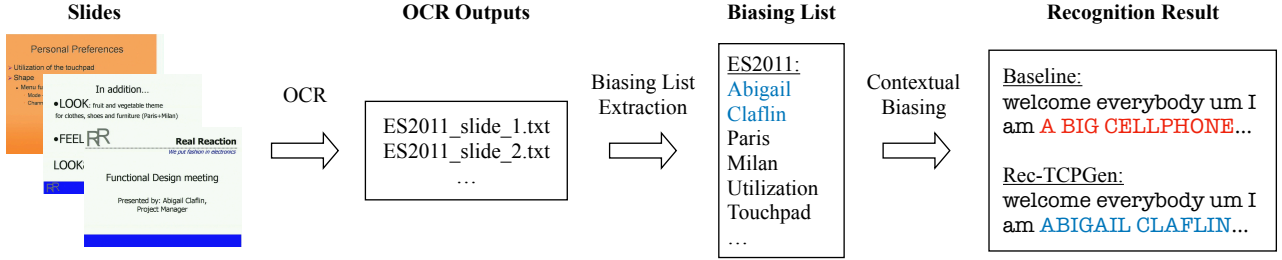 Slides
OCR Outputs
Biasing List
Recognition Result
Personal Preferences
➢ Utilization of the touchpad
➢ Shape
• Menu
Mode
In addition...
•LOOK: fruit and vegetable theme
for clothes, shoes and furniture (Paris+Milan)
•FEEL
LOOK
RR
RR
Real Reaction
We put fashion in electronics
Functional Design meeting
Presented by: Abigail Claflin,
Project Manager
OCR
ES2011_slide_1.txt
ES2011_slide_2.txt
…
Biasing List
Extraction
ES2011:
Abigail
Claflin
Paris
Milan
Utilization
Touchpad
…
Contextual
Biasing
Baseline:
welcome everybody um I
am A BIG CELLPHONE...
Rec-TCPGen:
welcome everybody um I
am ABIGAIL CLAFLIN...